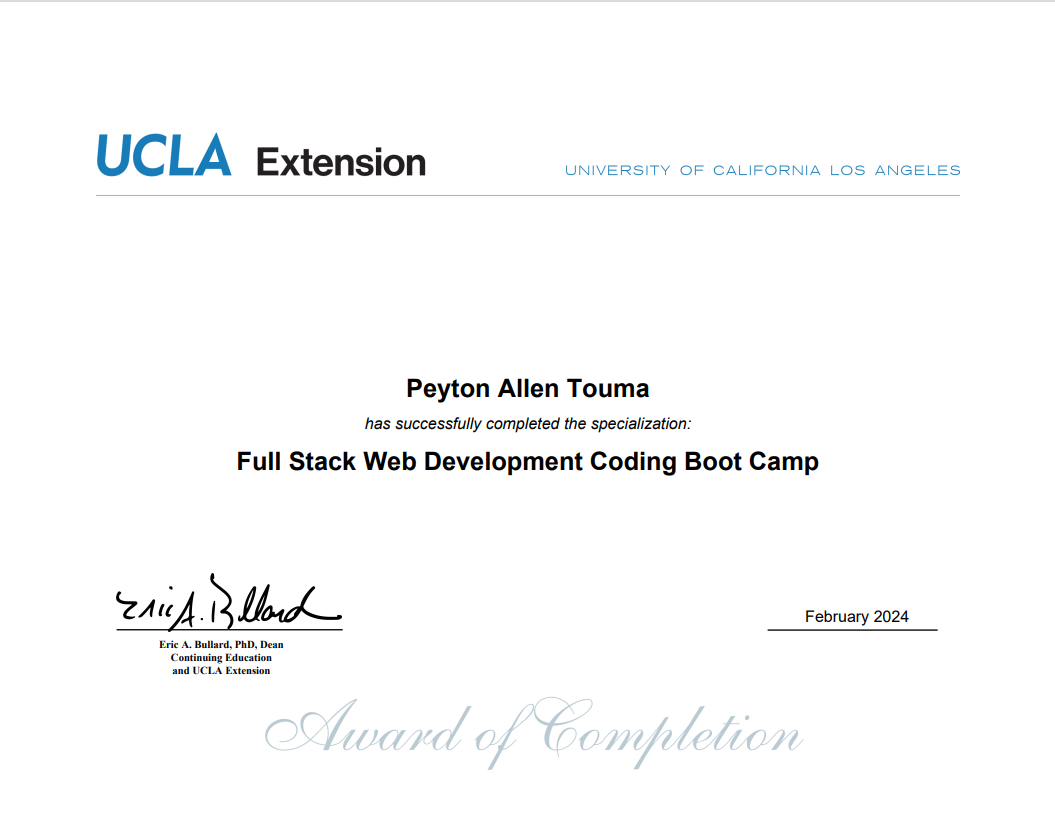 UCLA Extension
UNIVERSITY OF CALIFORNIA LOS ANGELES
Peyton Allen Touma
has successfully completed the specialization:
Full Stack Web Development Coding Boot Camp
Eric A. Bullard
Eric A. Bullard, PhD, Dean
Continuing Education
and UCLA Extension
February 2024
Award of Completion